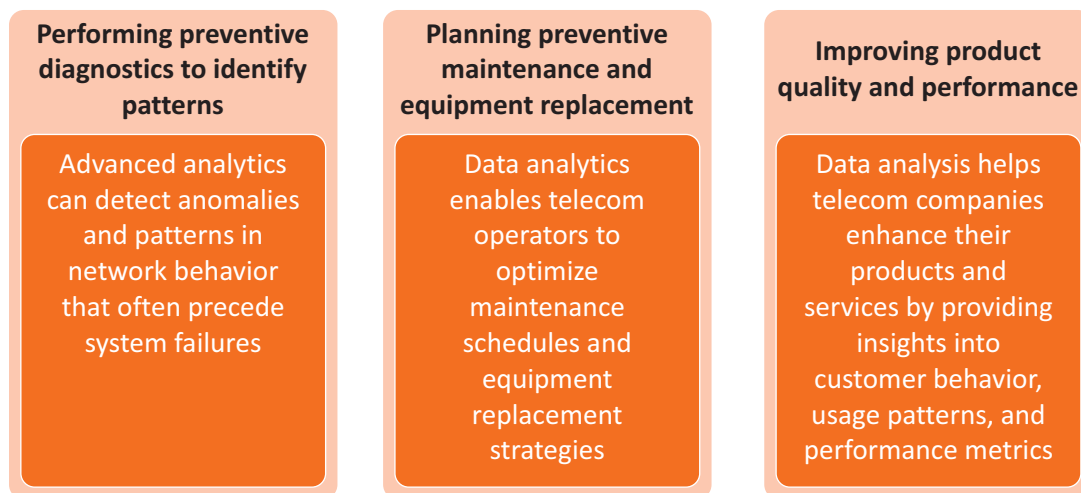 Performing preventive
diagnostics to identify
patterns
Advanced analytics
can detect anomalies
and patterns in
network behavior
that often precede
system failures
Planning preventive
maintenance and
equipment replacement
Data analytics
enables telecom
operators to
optimize
maintenance
schedules and
equipment
replacement
strategies
Improving product
quality and performance
Data analysis helps
telecom companies
enhance their
products and
services by providing
insights into
customer behavior,
usage patterns, and
performance metrics